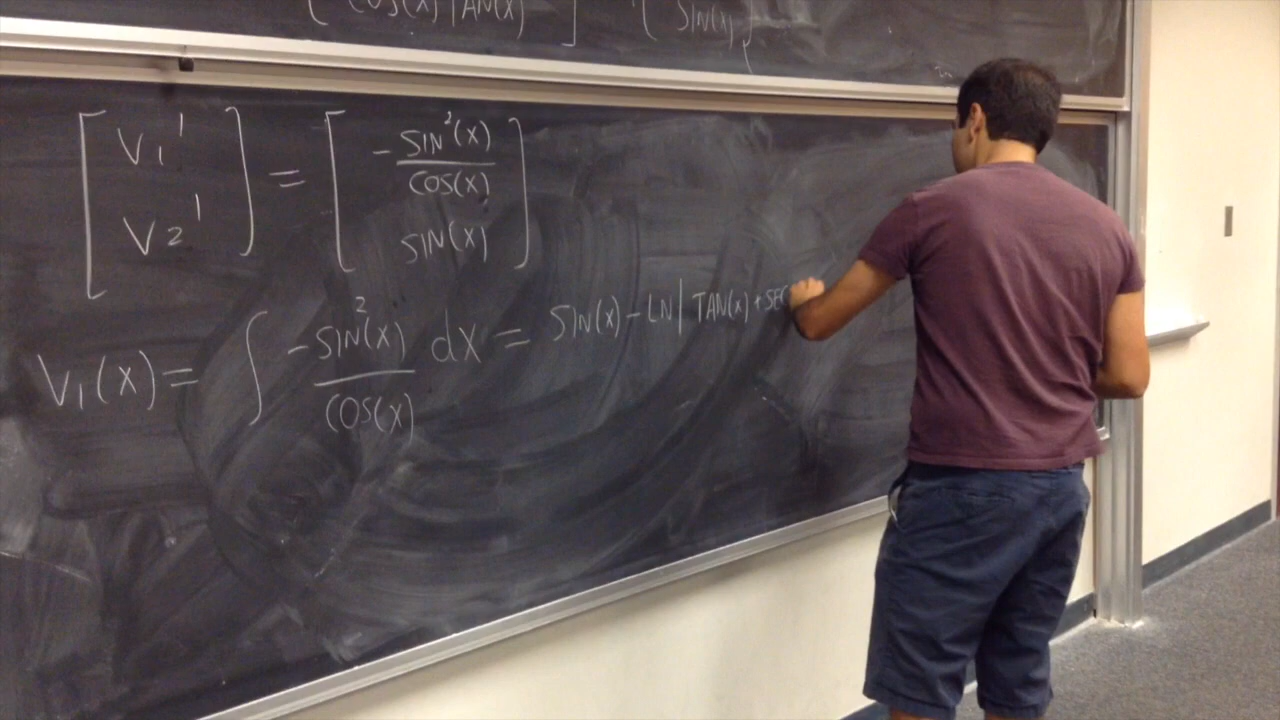 COS(X) TAN(X) SIN(X)
V₁' = -SIN²(X)/COS(X)
V₂' SIN(X)
V₁(X) = ∫ -SIN²(X)/COS(X) dX = SIN(X) - LN| TAN(X) + SEC